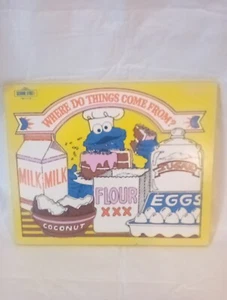 WHERE DO THINGS COME FROM?
MILK MILK
FLOUR
XXX
EGGS
COCONUT